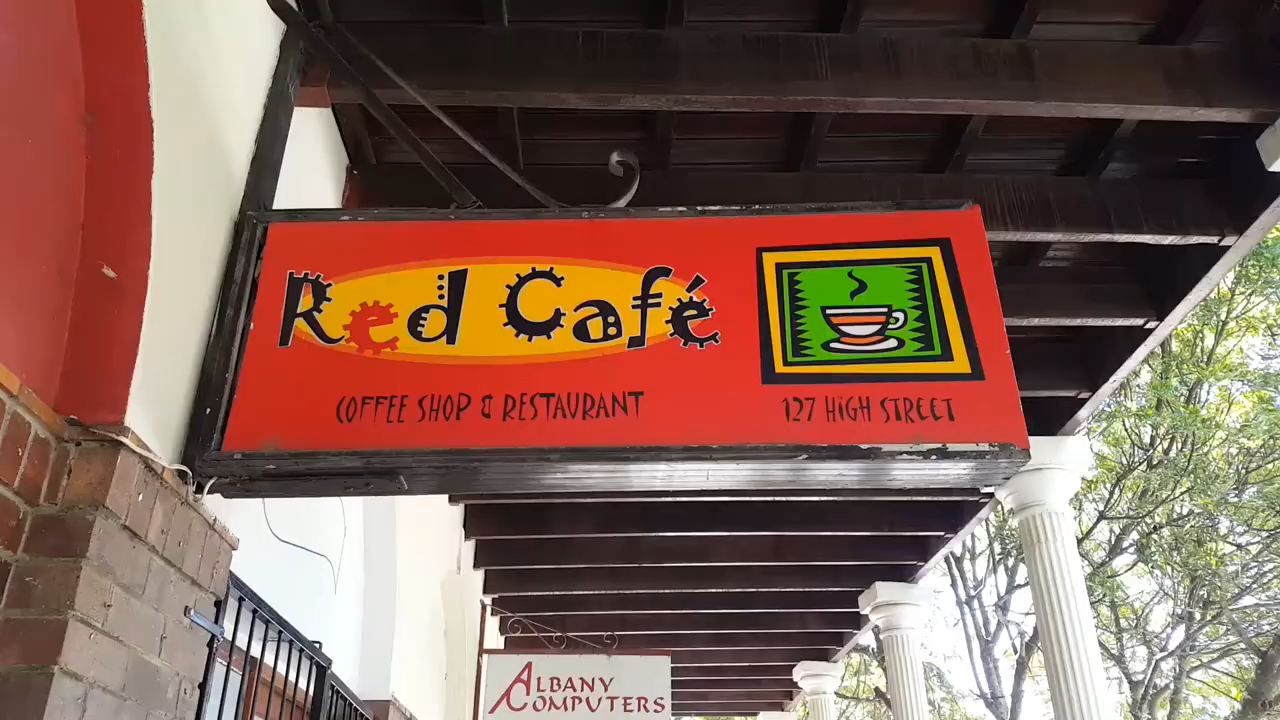 Red Café
COFFEE SHOP & RESTAURANT
127 HIGH STREET
ALBANY
COMPUTERS